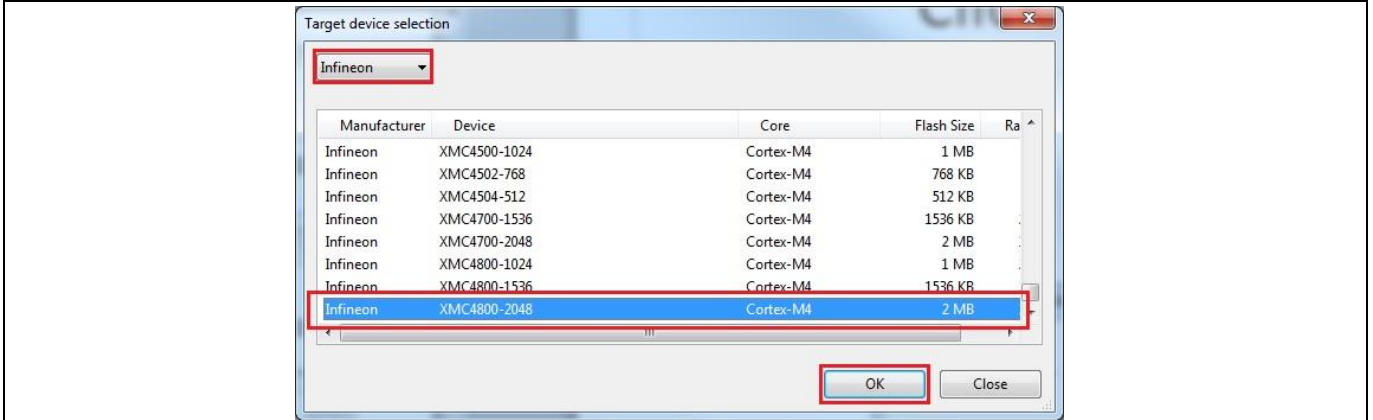 Target device selection
Infineon
Manufacturer Device Core Flash Size Ra
Infineon XMC4500-1024 Cortex-M4 1 MB
Infineon XMC4502-768 Cortex-M4 768 KB
Infineon XMC4504-512 Cortex-M4 512 KB
Infineon XMC4700-1536 Cortex-M4 1536 KB
Infineon XMC4700-2048 Cortex-M4 2 MB
Infineon XMC4800-1024 Cortex-M4 1 MB
Infineon XMC4800-1536 Cortex-M4 1536 KB
Infineon XMC4800-2048 Cortex-M4 2 MB
OK Close